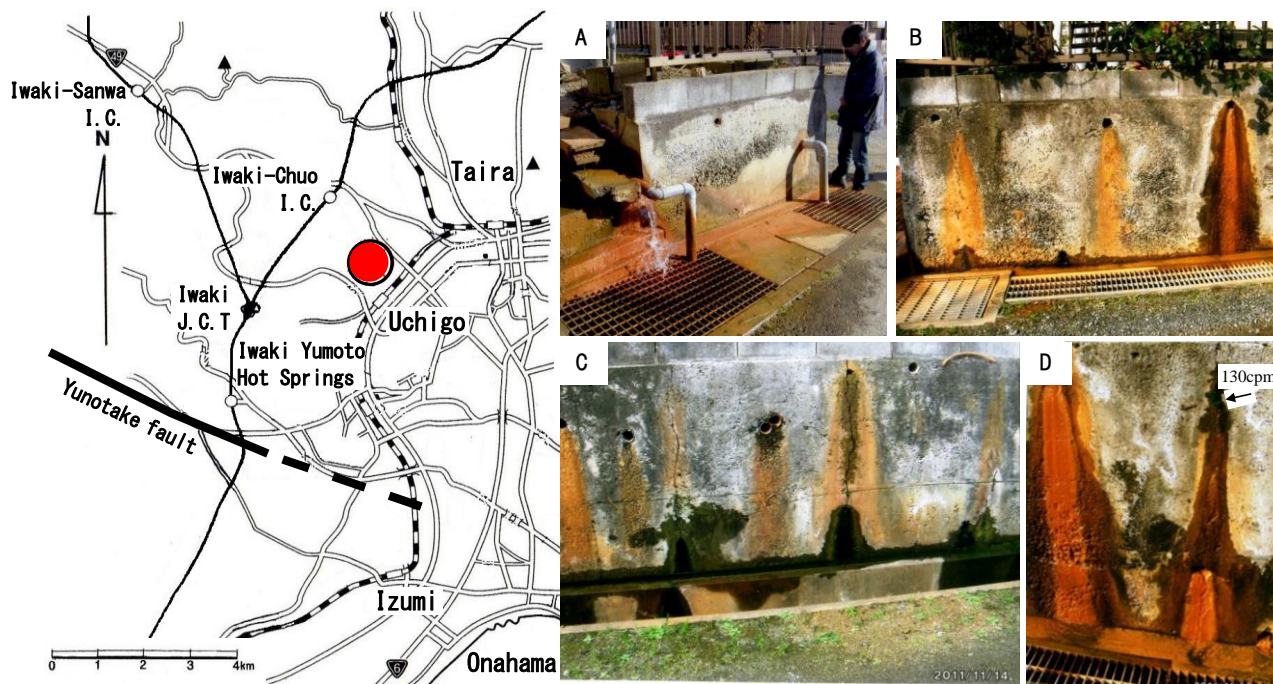 49
Iwaki-Sanwa
I.C.
N
Iwaki-Chuo
I.C.
Taira
Iwaki
J.C.T
Uchigo
Iwaki Yumoto
Hot Springs
Yunotake fault
Izumi
6
Onahama
0 1 2 3 4km
A
B
C
2011/11/14.
D
130cpm